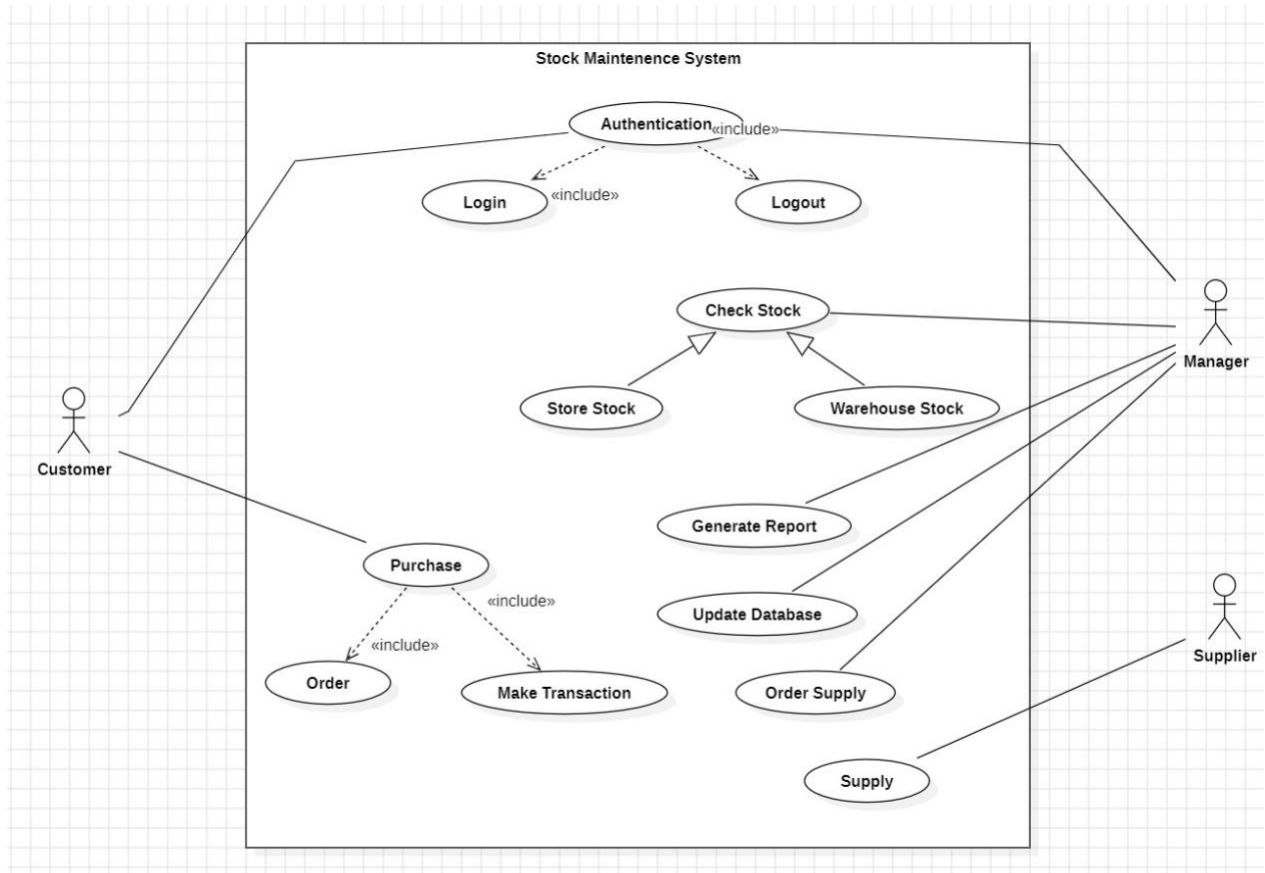 Stock Maintenence System
Authentication
«include»
Login
«include»
Logout
Check Stock
Manager
Store Stock
Warehouse Stock
Customer
Generate Report
Purchase
«include»
Update Database
«include»
Supplier
Order
Make Transaction
Order Supply
Supply